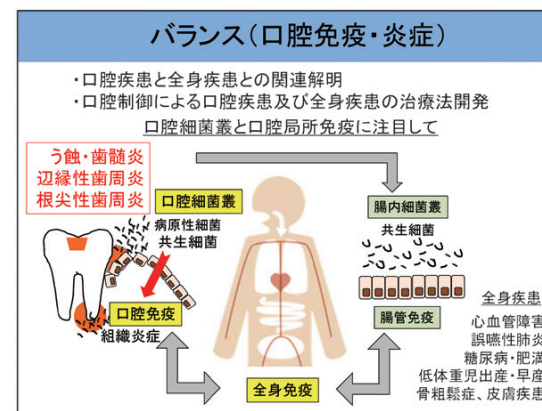 バランス(口腔免疫・炎症)
・口腔疾患と全身疾患との関連解明
・口腔制御による口腔疾患及び全身疾患の治療法開発
口腔細菌叢と口腔局所免疫に注目して
う蝕・歯髄炎
辺縁性歯周炎
根尖性歯周炎
口腔細菌叢
病原性細菌
共生細菌
口腔免疫
組織炎症
全身免疫
腸内細菌叢
共生細菌
腸管免疫
全身疾患
心血管障害
誤嚥性肺炎
糖尿病・肥満
低体重児出産・早産
骨粗鬆症、皮膚疾患